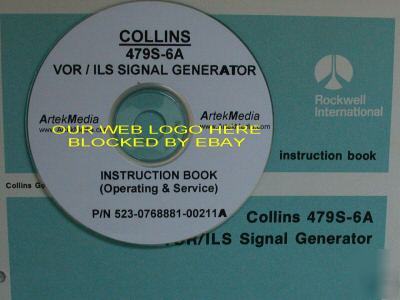 COLLINS
479S-6A
VOR / ILS SIGNAL GENERATOR
ArtekMedia
ArtekMedia
OUR WEB LOGO HERE
BLOCKED BY EBAY
INSTRUCTION BOOK
(Operating & Service)
P/N 523-0768881-00211A
Rockwell
International
instruction book
Collins
Collins 479S-6A
VOR/ILS Signal Generator